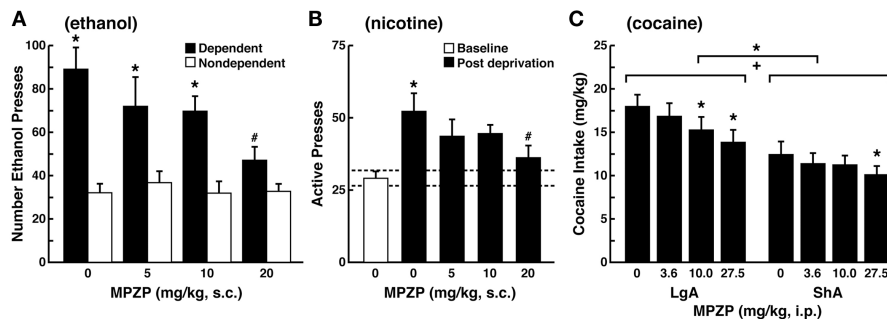 A (ethanol)
Number Ethanol Presses
100
80
60
40
20
0
Dependent
Nondependent
*
*
*
#
0 5 10 20
MPZP (mg/kg, s.c.)
B (nicotine)
Active Presses
75
50
25
0
Baseline
Post deprivation
*
#
0 0 5 10 20
MPZP (mg/kg, s.c.)
C (cocaine)
Cocaine Intake (mg/kg)
25
20
15
10
5
0
*
+
* *
*
0 3.6 10.0 27.5 0 3.6 10.0 27.5
LgA ShA
MPZP (mg/kg, i.p.)